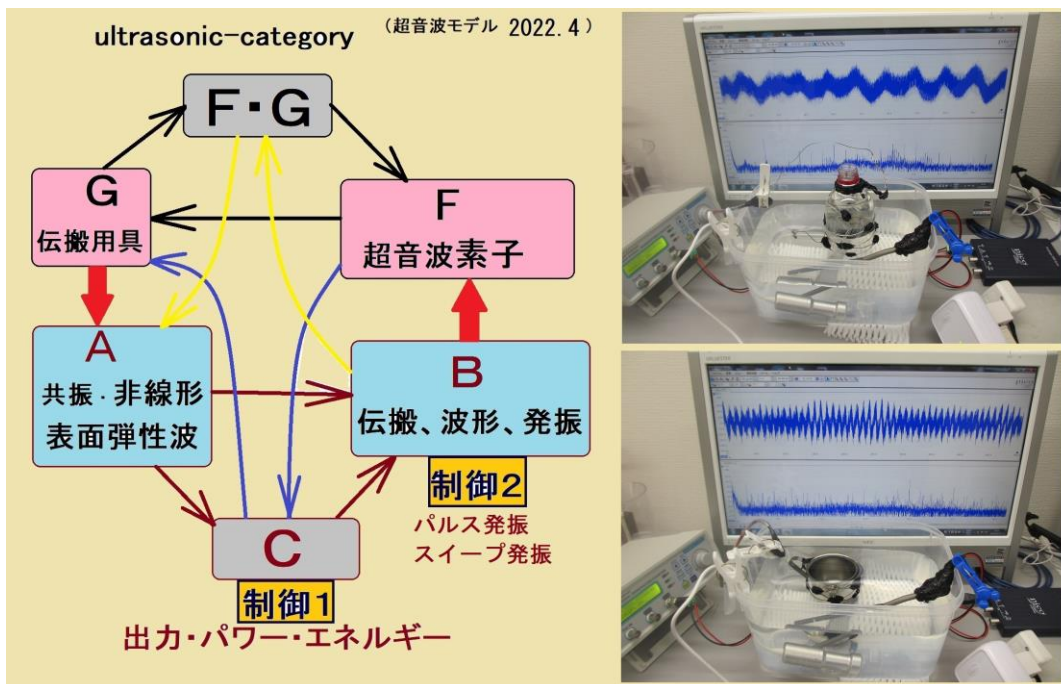 ultrasonic-category
(超音波モデル 2022.4)
F・G
G
伝搬用具
F
超音波素子
A
共振・非線形
表面弾性波
B
伝搬、波形、発振
制御2
パルス発振
スイープ発振
C
制御1
出力・パワー・エネルギー